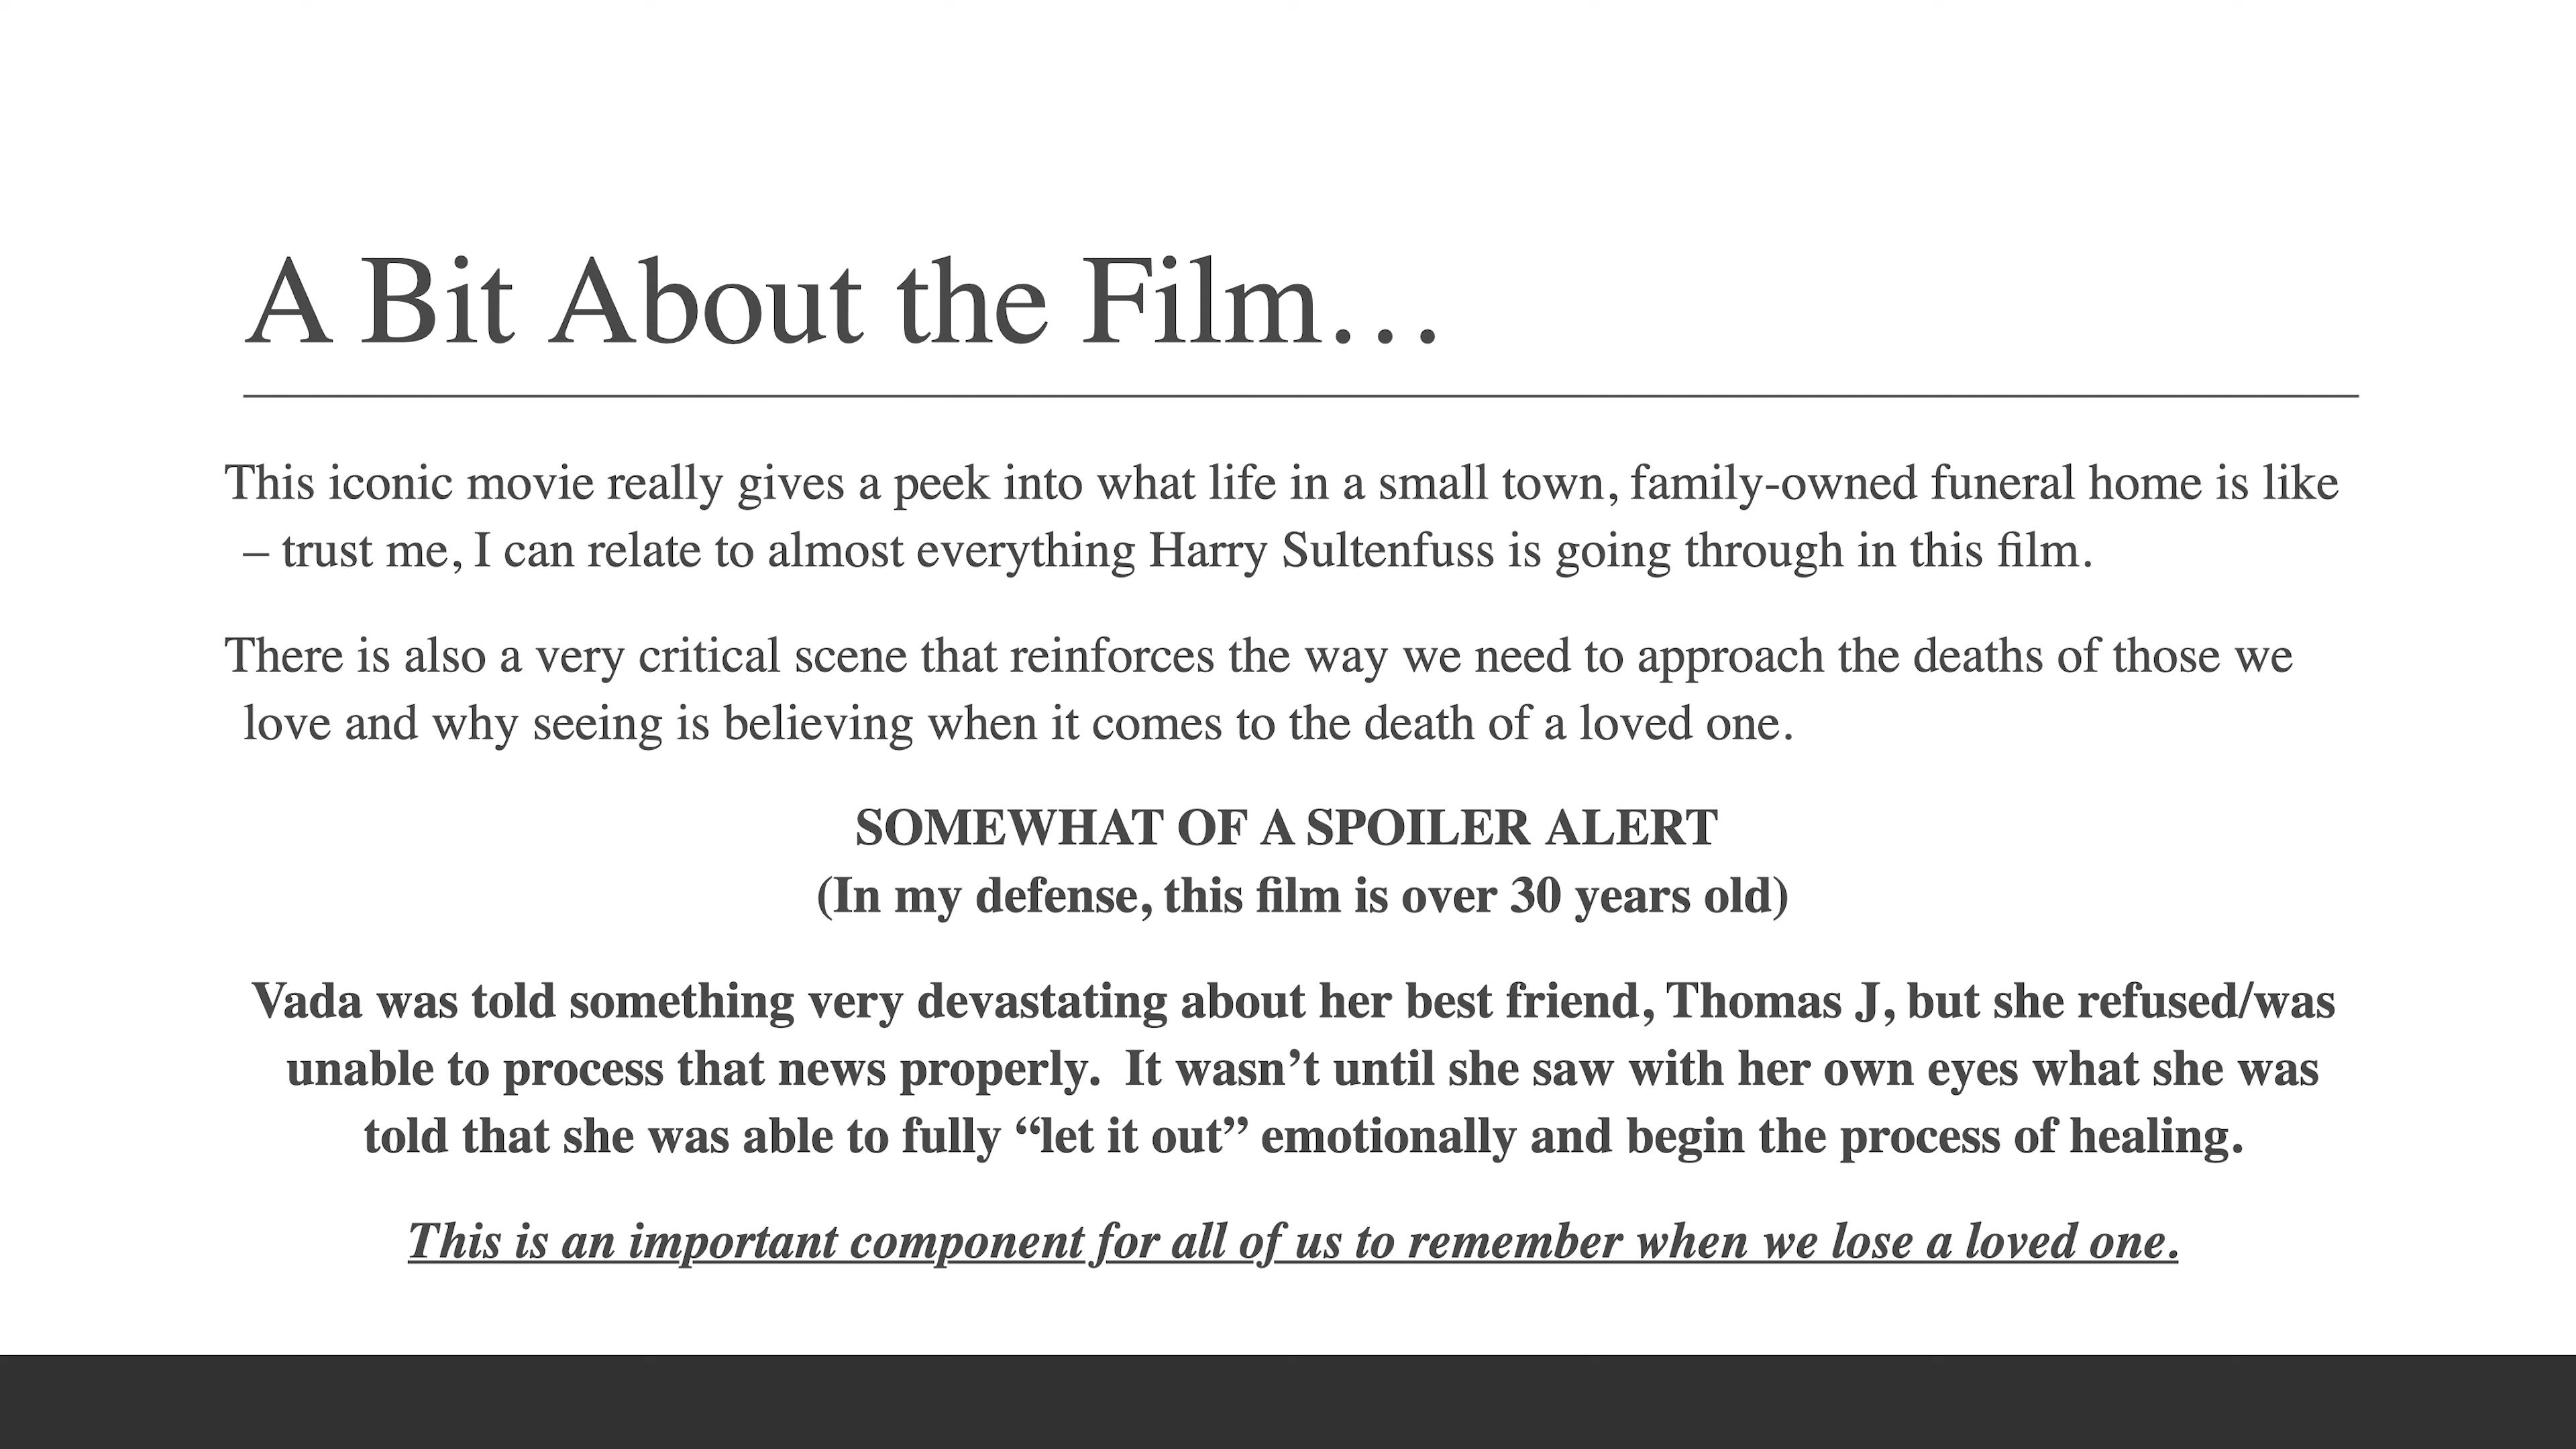 A Bit About the Film…
This iconic movie really gives a peek into what life in a small town, family-owned funeral home is like
– trust me, I can relate to almost everything Harry Sultenfuss is going through in this film.
There is also a very critical scene that reinforces the way we need to approach the deaths of those we
love and why seeing is believing when it comes to the death of a loved one.
SOMEWHAT OF A SPOILER ALERT
(In my defense, this film is over 30 years old)
Vada was told something very devastating about her best friend, Thomas J, but she refused/was
unable to process that news properly.  It wasn’t until she saw with her own eyes what she was
told that she was able to fully “let it out” emotionally and begin the process of healing.
This is an important component for all of us to remember when we lose a loved one.